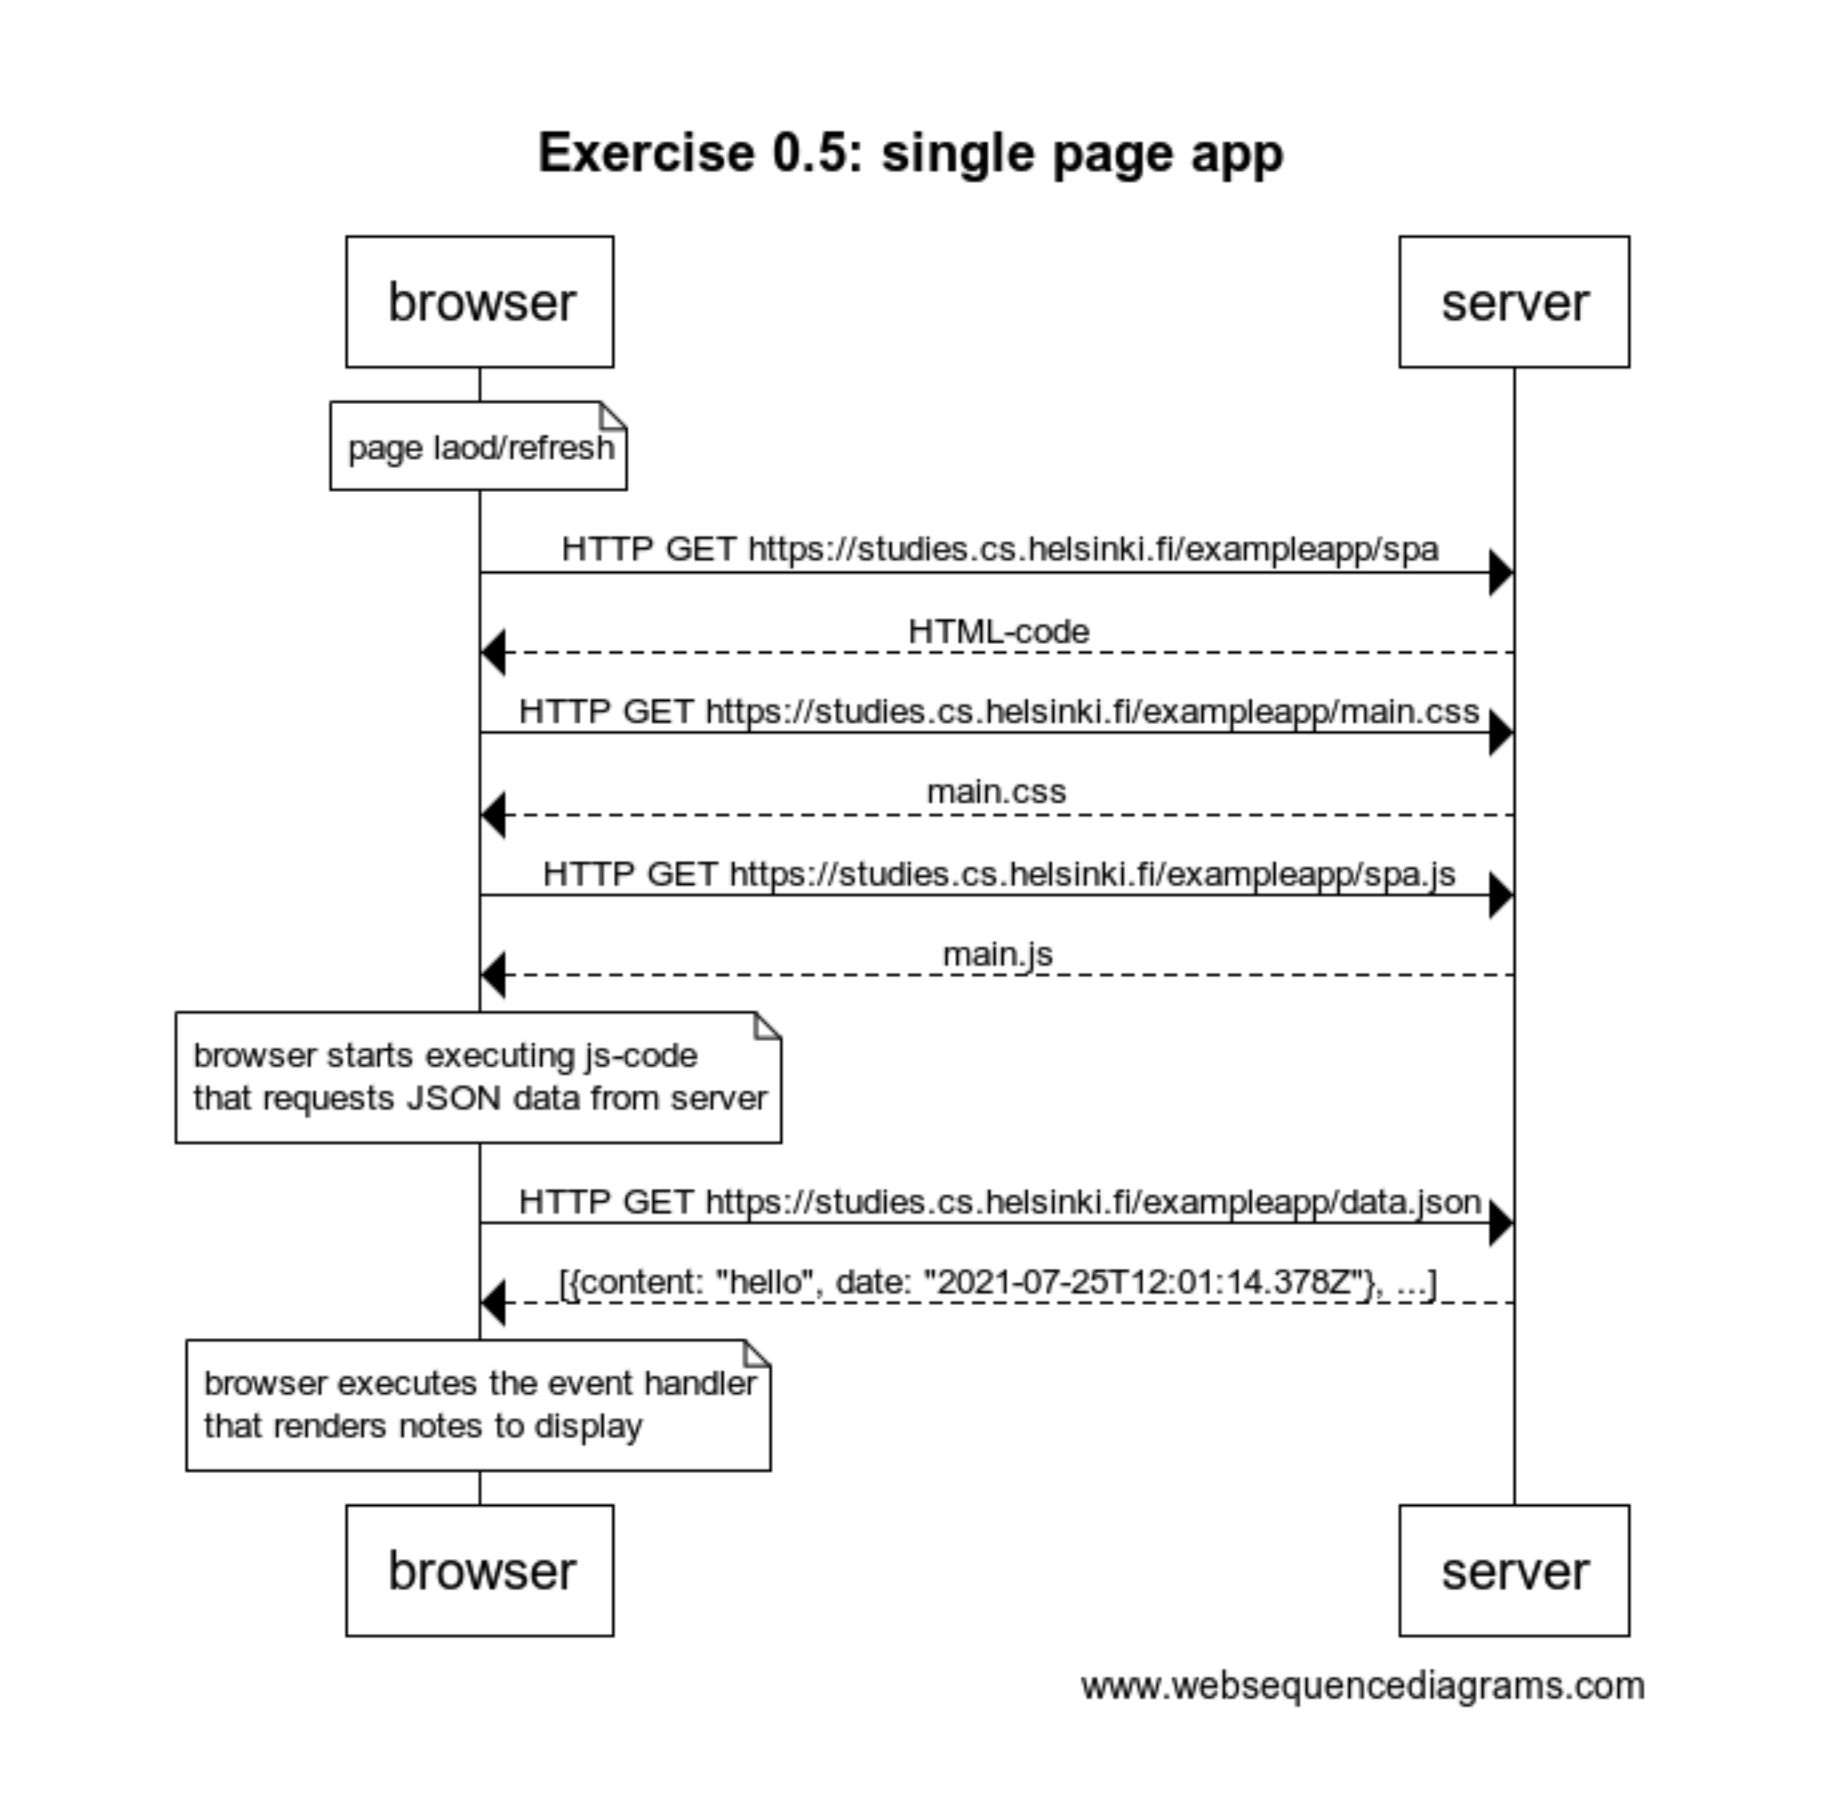 Exercise 0.5: single page app
browser
server
page laod/refresh
HTTP GET https://studies.cs.helsinki.fi/exampleapp/spa
HTML-code
HTTP GET https://studies.cs.helsinki.fi/exampleapp/main.css
main.css
HTTP GET https://studies.cs.helsinki.fi/exampleapp/spa.js
main.js
browser starts executing js-code
that requests JSON data from server
HTTP GET https://studies.cs.helsinki.fi/exampleapp/data.json
[{content: "hello", date: "2021-07-25T12:01:14.378Z"}, ...]
browser executes the event handler
that renders notes to display
browser
server
www.websequencediagrams.com